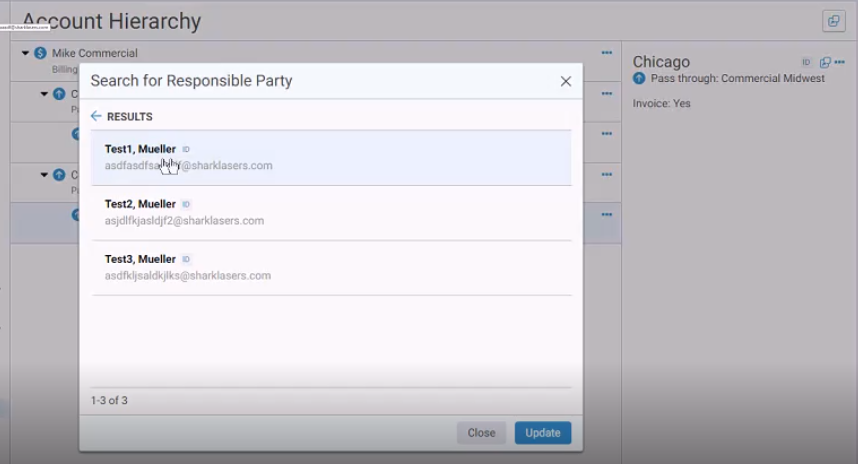 Account Hierarchy
Mike Commercial
Billing
Search for Responsible Party
RESULTS
Test1, Mueller ID
@sharklasers.com
Test2, Mueller ID
asjdlfkjasldjf2@sharklasers.com
Test3, Mueller ID
asdfkljsaldkjlks@sharklasers.com
1-3 of 3
Close
Update
Chicago
ID
Pass through: Commercial Midwest
Invoice: Yes